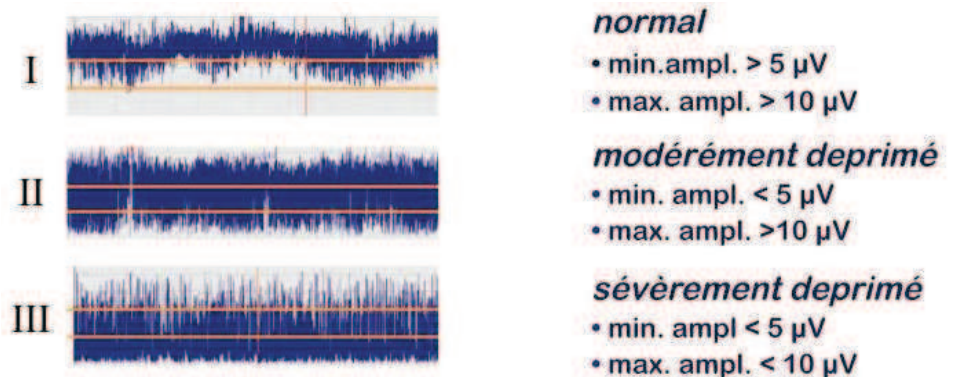 I
normal
• min.ampl. > 5 µV
• max. ampl. > 10 µV
II
modérément deprimé
• min. ampl. < 5 µV
• max. ampl. >10 µV
III
sévèrement deprimé
• min. ampl < 5 µV
• max. ampl. < 10 µV